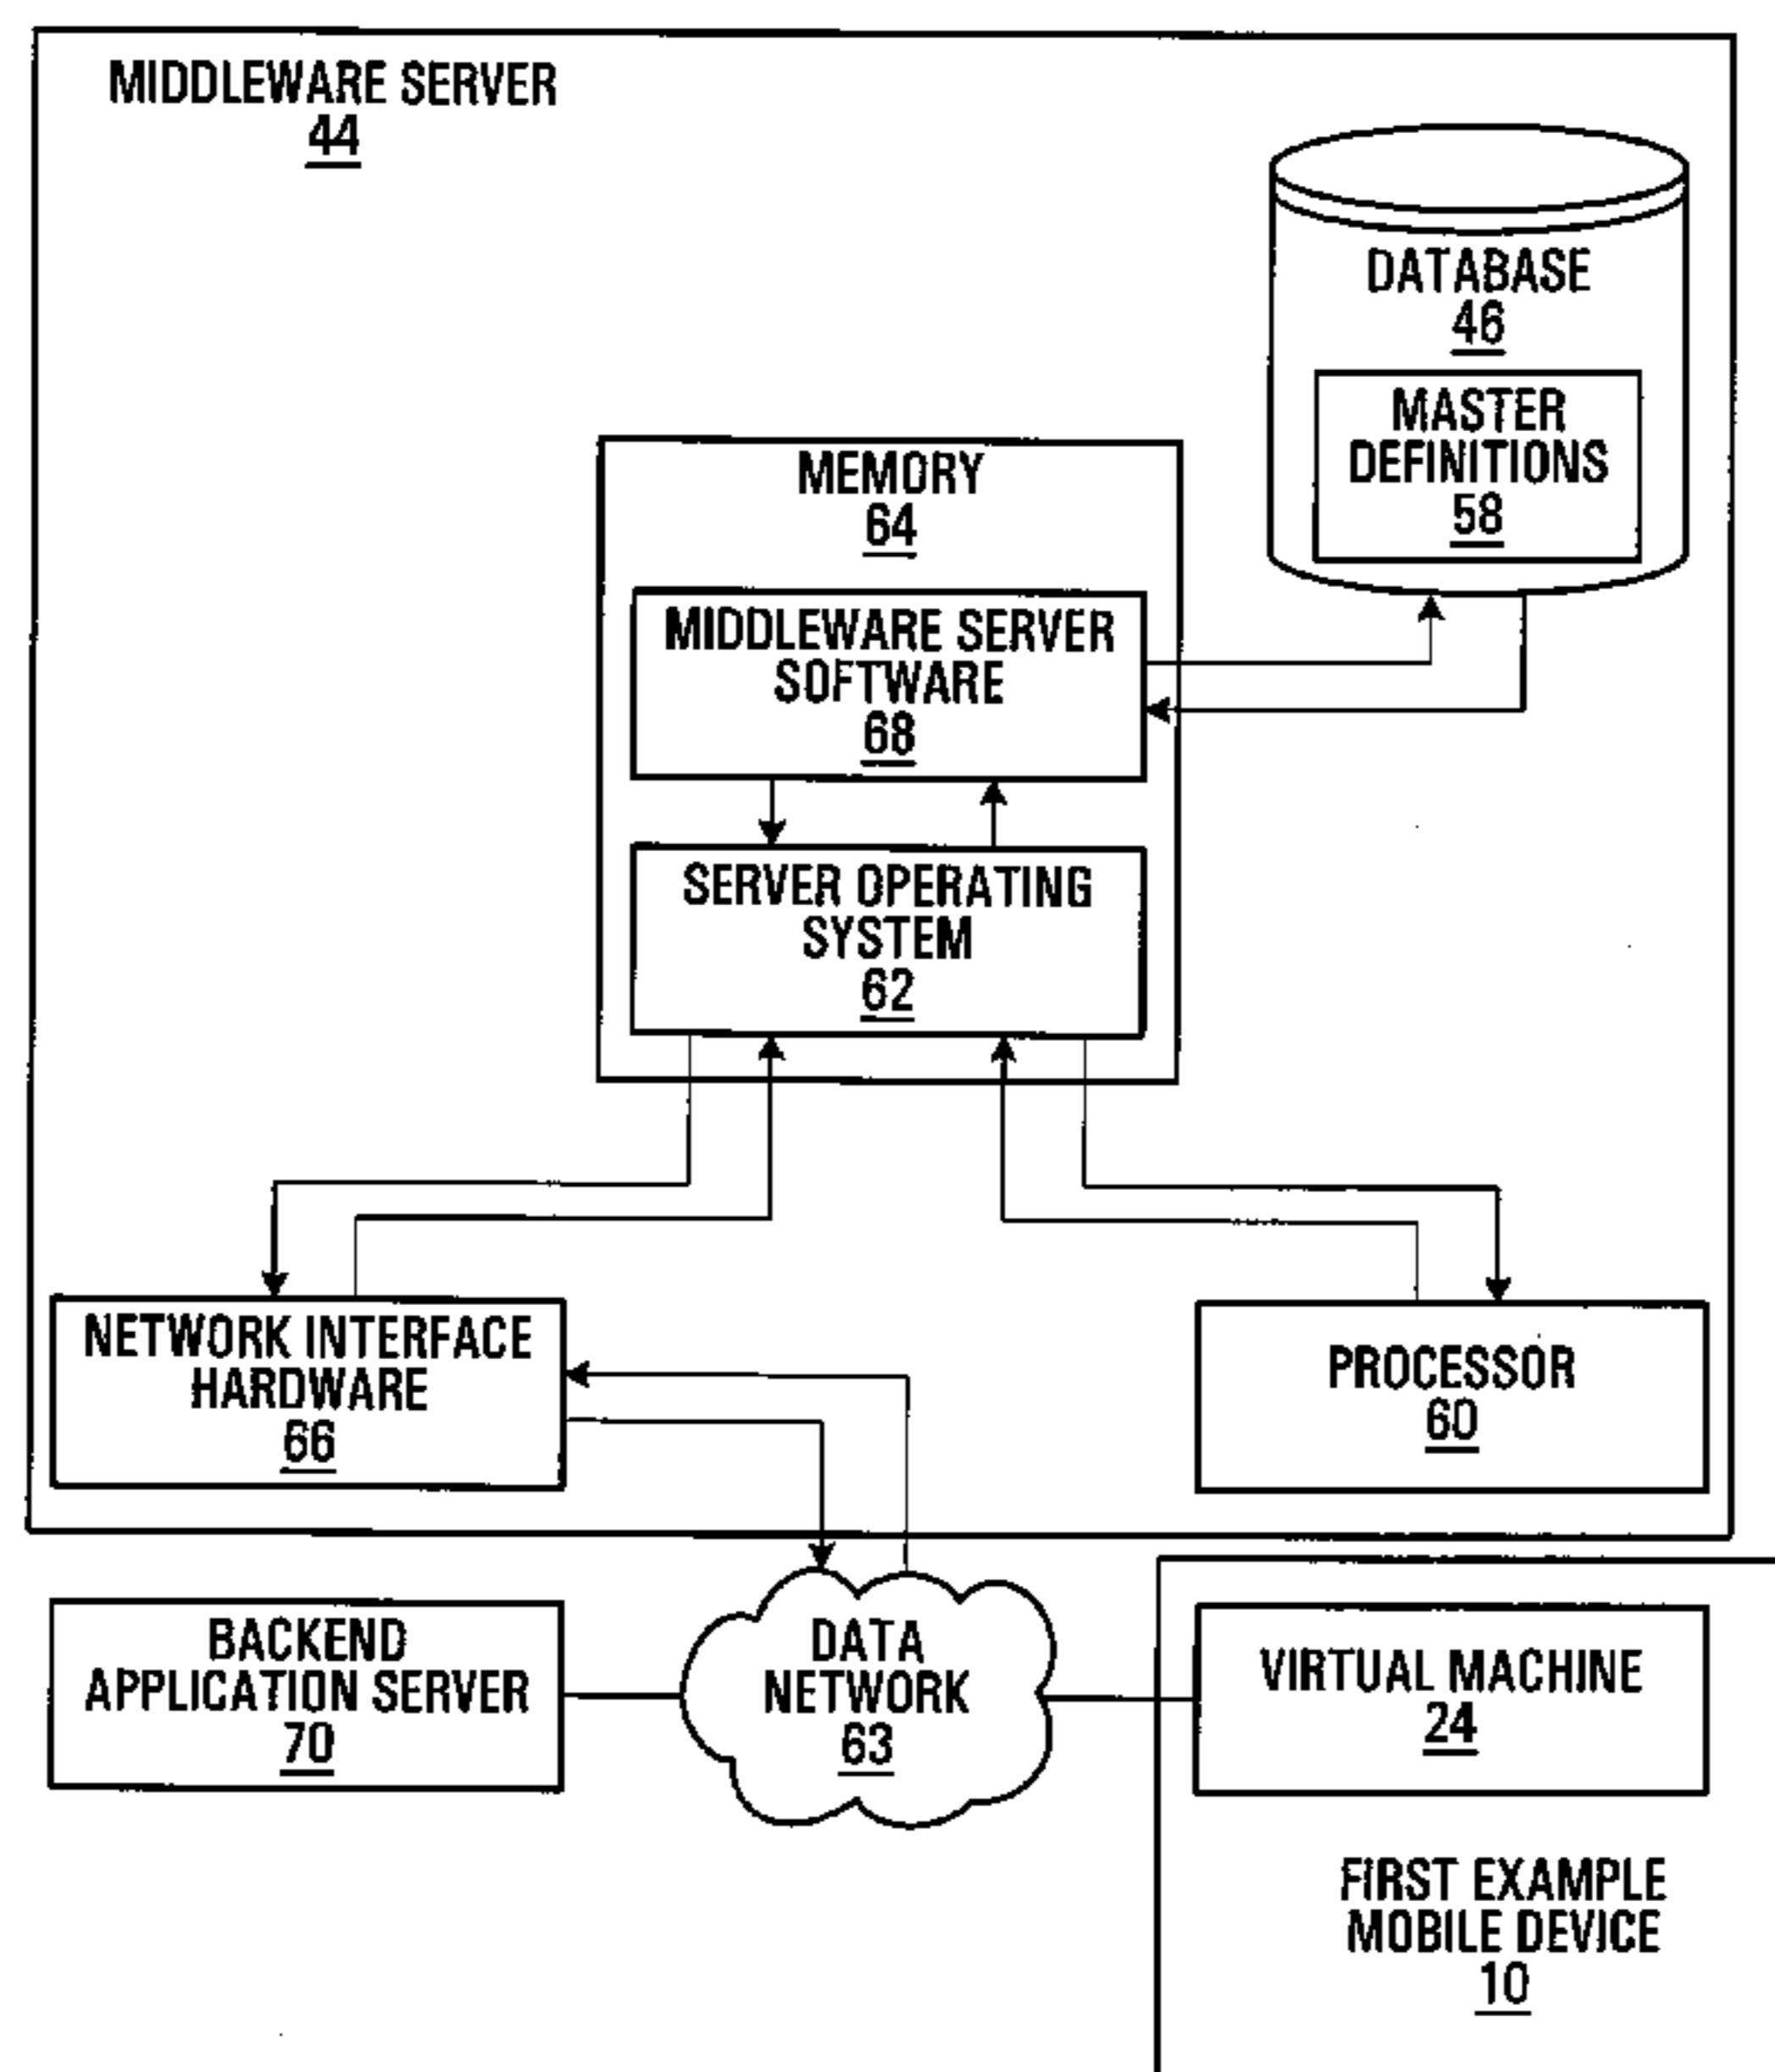 MIDDLEWARE SERVER
44
DATABASE
46
MASTER
DEFINITIONS
58
MEMORY
64
MIDDLEWARE SERVER
SOFTWARE
68
SERVER OPERATING
SYSTEM
62
NETWORK INTERFACE
HARDWARE
66
PROCESSOR
60
BACKEND
APPLICATION SERVER
70
DATA
NETWORK
63
VIRTUAL MACHINE
24
FIRST EXAMPLE
MOBILE DEVICE
10